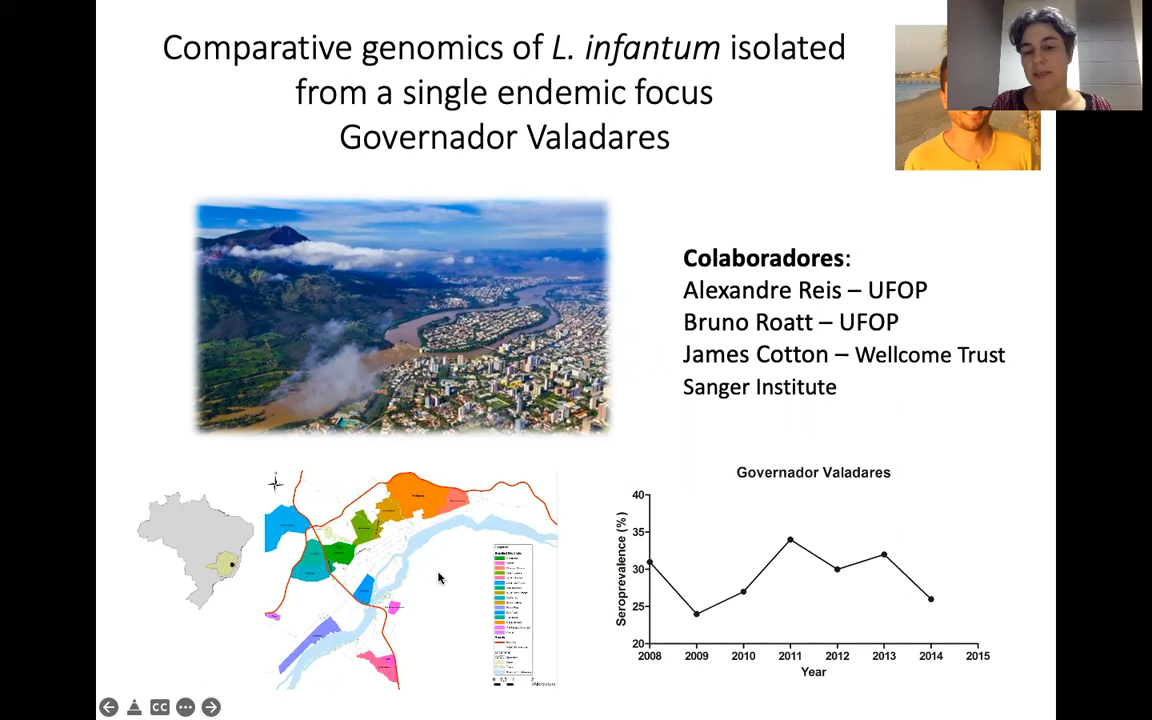 Comparative genomics of L. infantum isolated
from a single endemic focus
Governador Valadares
Colaboradores:
Alexandre Reis – UFOP
Bruno Roatt – UFOP
James Cotton – Wellcome Trust
Sanger Institute
Governador Valadares
Seroprevalence (%)
40
35
30
25
20
2008
2009
2010
2011
2012
2013
2014
2015
Year
CC